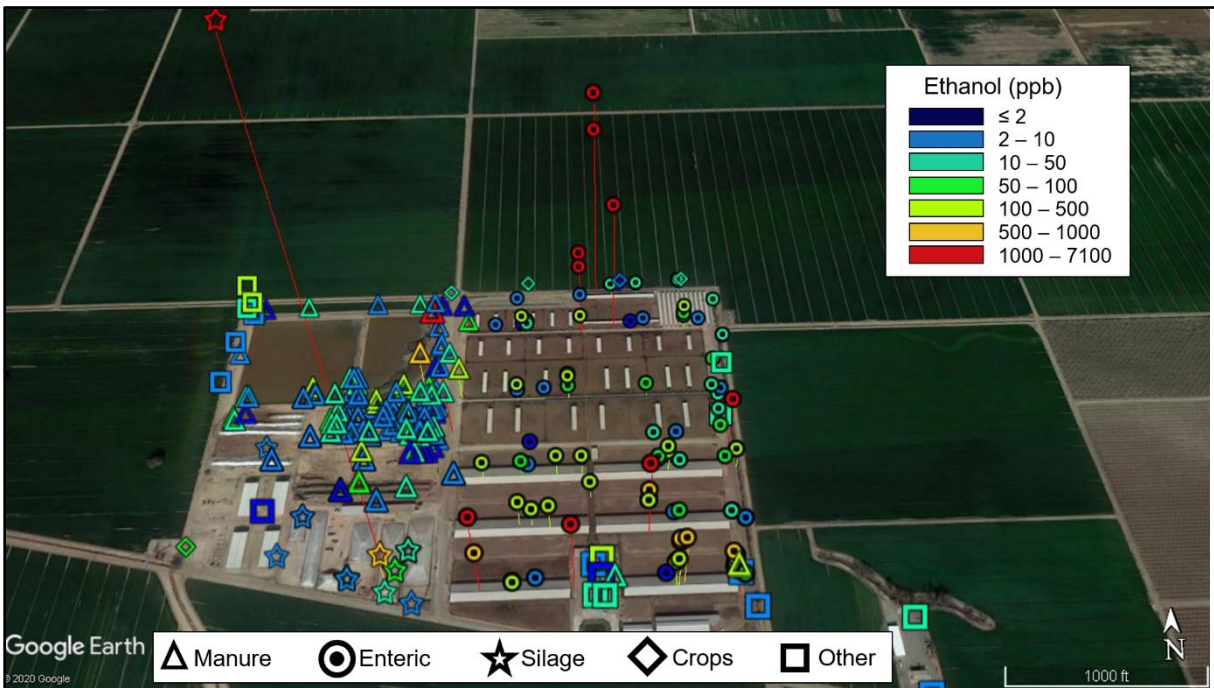 Ethanol (ppb)
≤ 2
2 – 10
10 – 50
50 – 100
100 – 500
500 – 1000
1000 – 7100
Google Earth
© 2020 Google
Manure
Enteric
Silage
Crops
Other
N
1000 ft